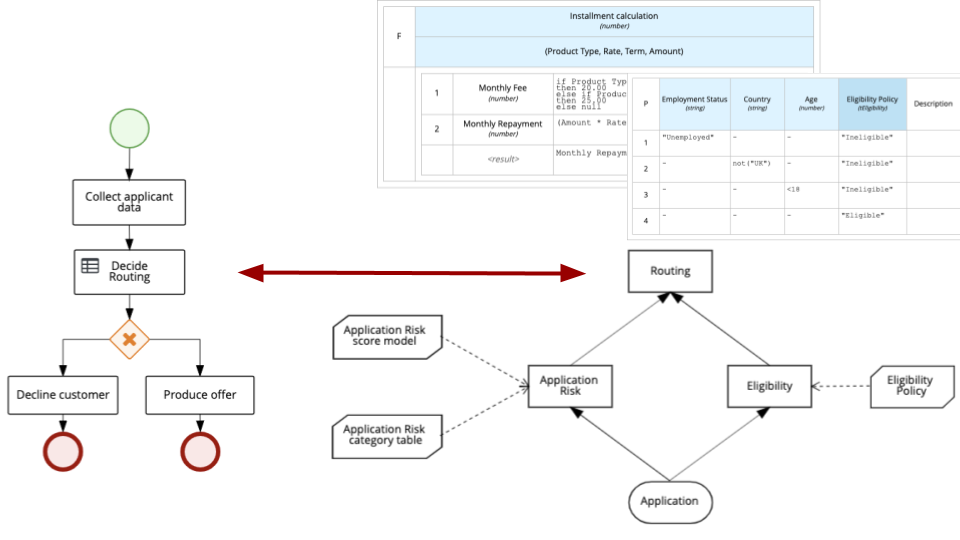 Installment calculation
(number)
F
(Product Type, Rate, Term, Amount)
1
Monthly Fee
(number)
if Product Typ
then 20.00
else if Produc
then 25,00
else null
2
Monthly Repayment
(number)
(Amount * Rate
<result>
Monthly Repaym
P
Employment Status
(string)
Country
(string)
Age
(number)
Eligibility Policy
(tEligibility)
Description
1
"Unemployed"
–
–
"Ineligible"
2
–
not("UK")
–
"Ineligible"
3
–
–
<18
"Ineligible"
4
–
–
–
"Eligible"
Collect applicant
data
Decide
Routing
Decline customer
Produce offer
Routing
Application Risk
score model
Application
Risk
Eligibility
Eligibility
Policy
Application Risk
category table
Application